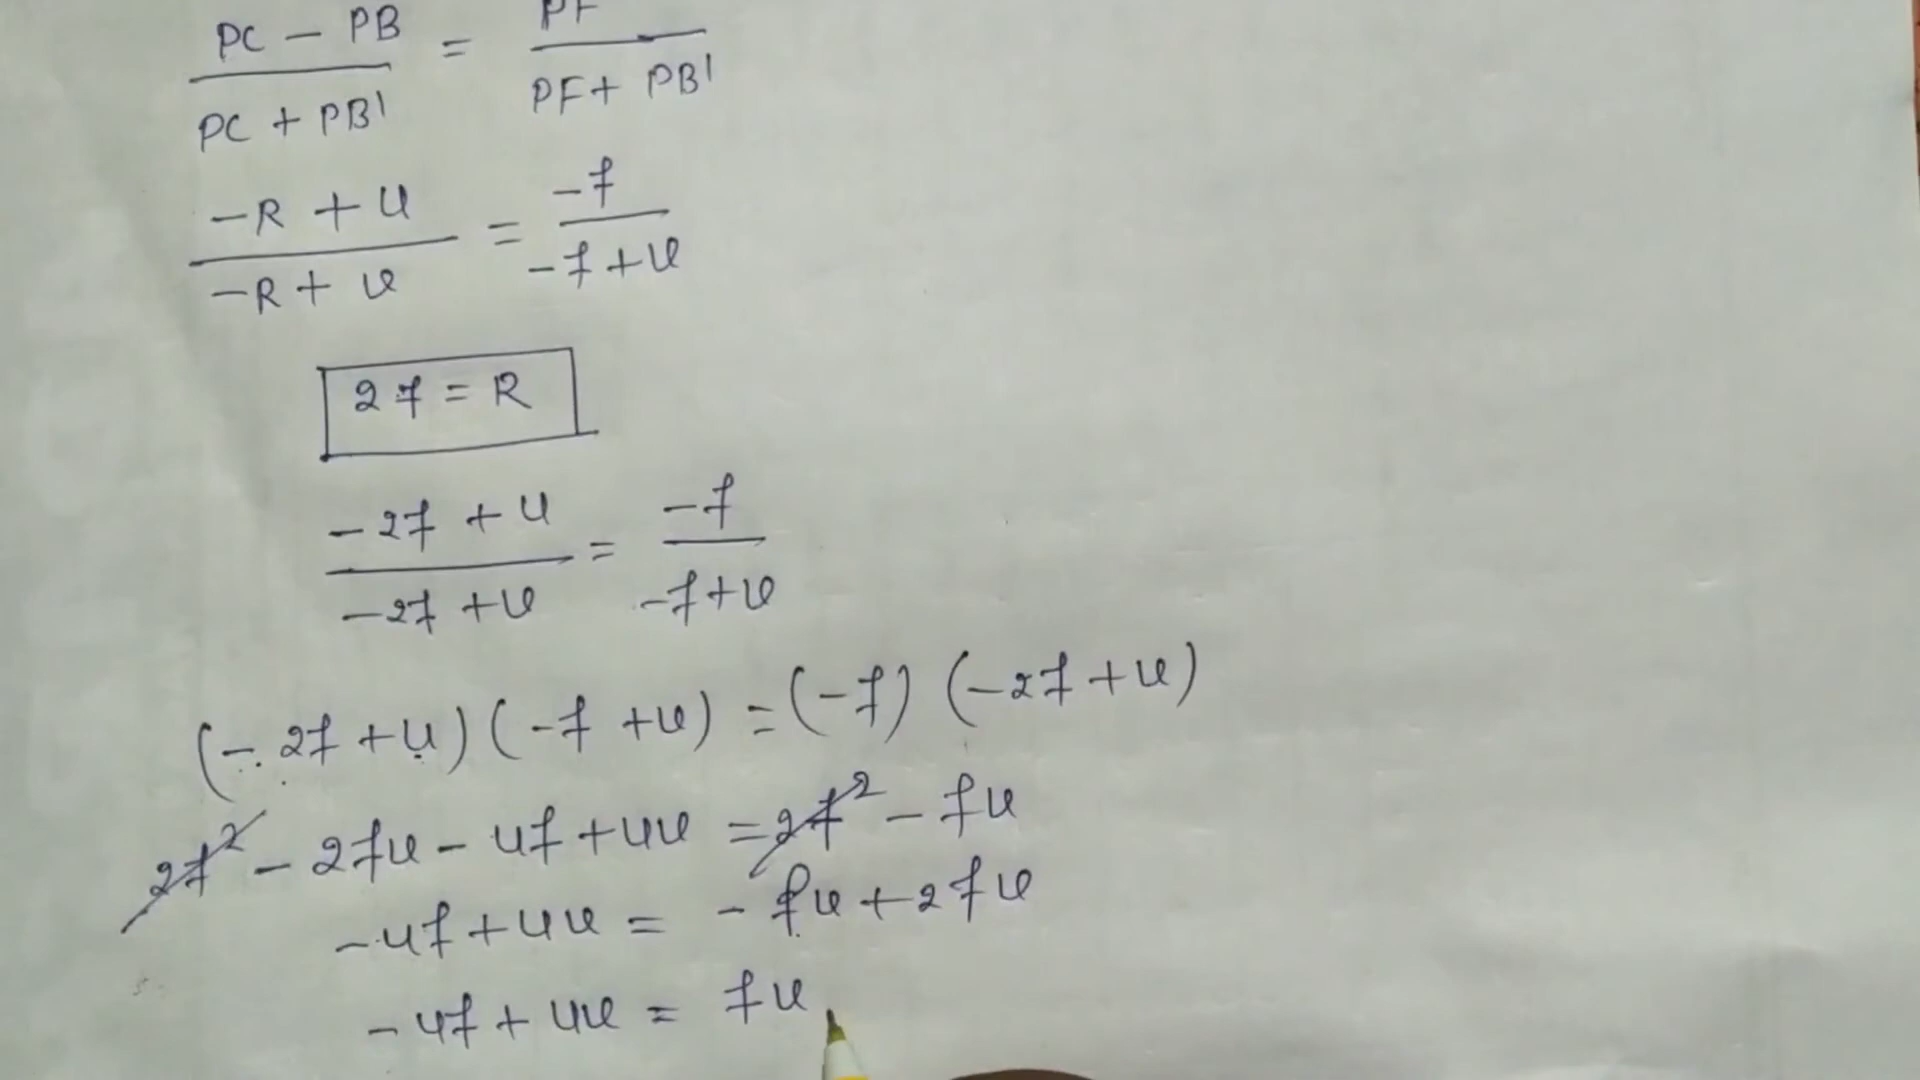 PC - PB / PC + PB' = PF / PF + PB'
-R + u / -R + v = -f / -f + v
2f = R
-2f + u / -2f + v = -f / -f + v
(-2f + u)(-f + v) = (-f)(-2f + v)
2f² - 2fv - uf + uv = 2f² - fv
-uf + uv = -fv + 2fv
-uf + uv = fv